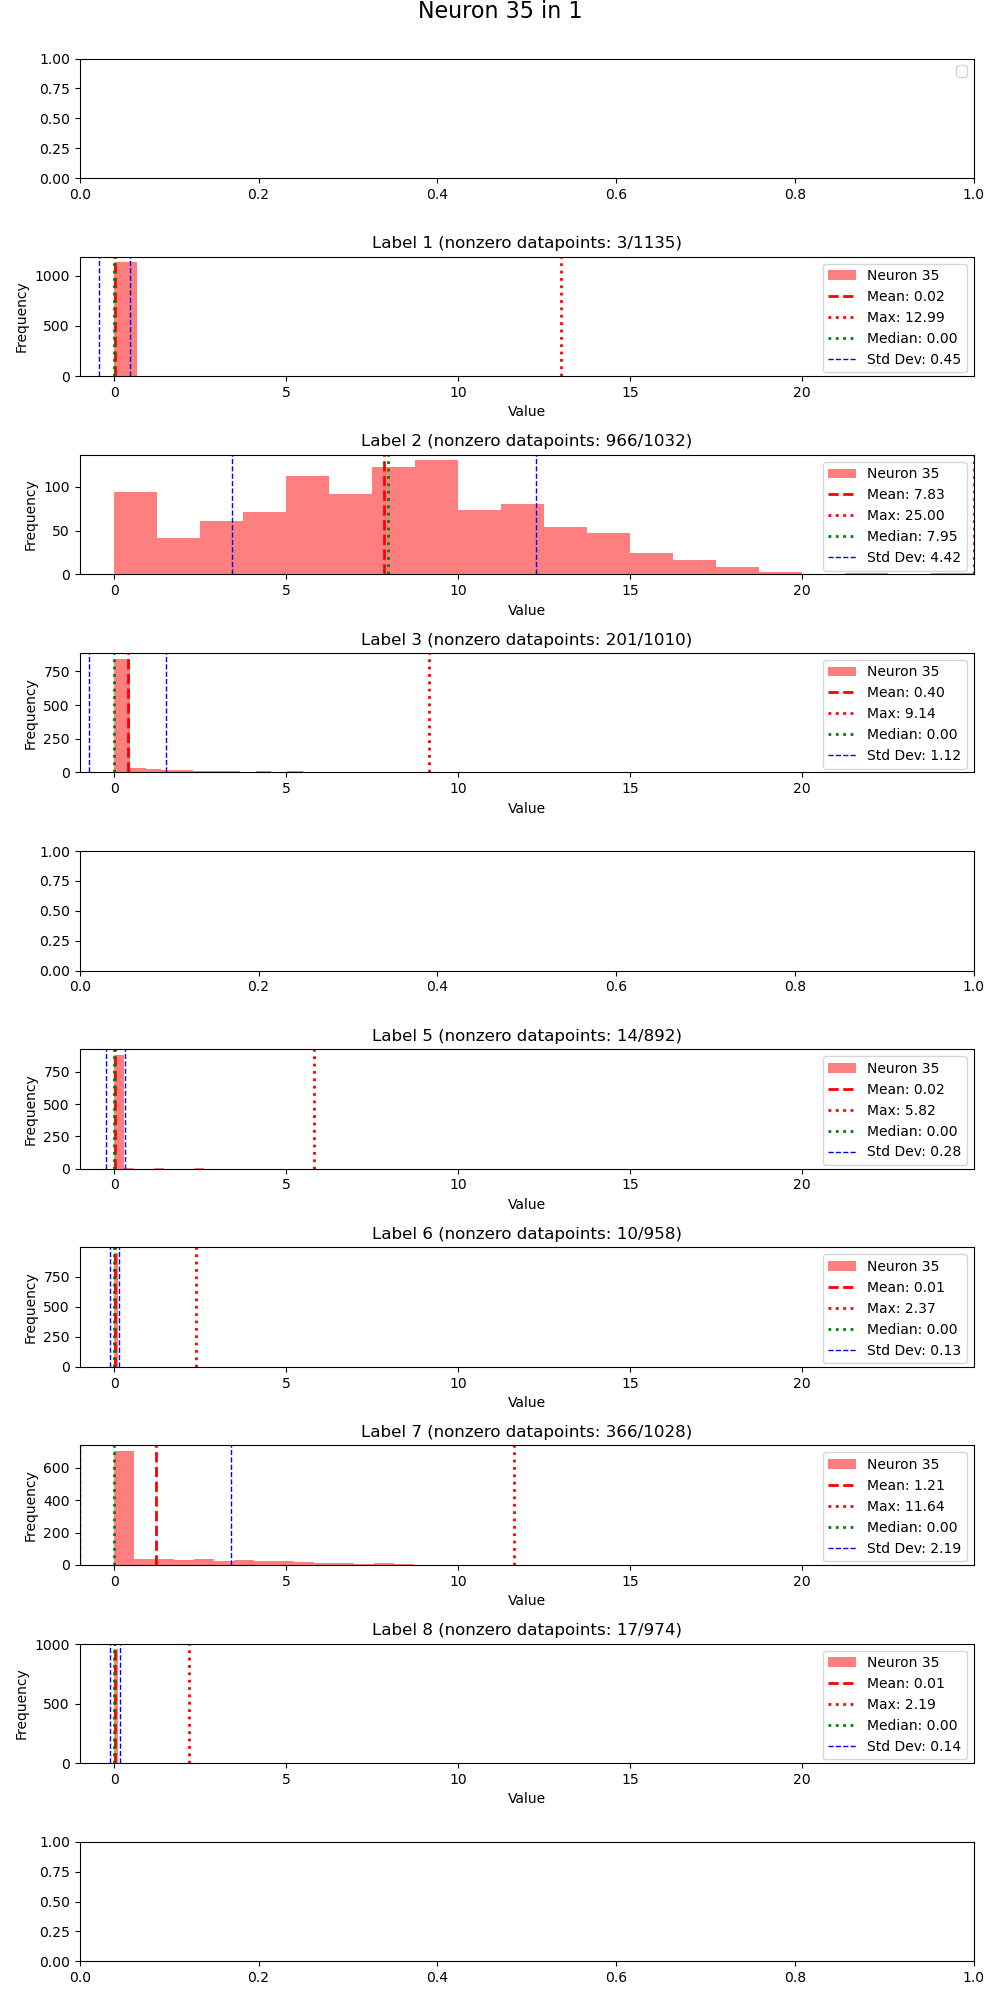 Neuron 35 in 1
1.00
0.75
0.50
0.25
0.00
0.0 0.2 0.4 0.6 0.8 1.0
Label 1 (nonzero datapoints: 3/1135)
Frequency
1000
500
0
Neuron 35
Mean: 0.02
Max: 12.99
Median: 0.00
Std Dev: 0.45
0 5 10 15 20
Value
Label 2 (nonzero datapoints: 966/1032)
Frequency
100
50
0
Neuron 35
Mean: 7.83
Max: 25.00
Median: 7.95
Std Dev: 4.42
0 5 10 15 20
Value
Label 3 (nonzero datapoints: 201/1010)
Frequency
750
500
250
0
Neuron 35
Mean: 0.40
Max: 9.14
Median: 0.00
Std Dev: 1.12
0 5 10 15 20
Value
1.00
0.75
0.50
0.25
0.00
0.0 0.2 0.4 0.6 0.8 1.0
Label 5 (nonzero datapoints: 14/892)
Frequency
750
500
250
0
Neuron 35
Mean: 0.02
Max: 5.82
Median: 0.00
Std Dev: 0.28
0 5 10 15 20
Value
Label 6 (nonzero datapoints: 10/958)
Frequency
750
500
250
0
Neuron 35
Mean: 0.01
Max: 2.37
Median: 0.00
Std Dev: 0.13
0 5 10 15 20
Value
Label 7 (nonzero datapoints: 366/1028)
Frequency
600
400
200
0
Neuron 35
Mean: 1.21
Max: 11.64
Median: 0.00
Std Dev: 2.19
0 5 10 15 20
Value
Label 8 (nonzero datapoints: 17/974)
Frequency
1000
500
0
Neuron 35
Mean: 0.01
Max: 2.19
Median: 0.00
Std Dev: 0.14
0 5 10 15 20
Value
1.00
0.75
0.50
0.25
0.00
0.0 0.2 0.4 0.6 0.8 1.0